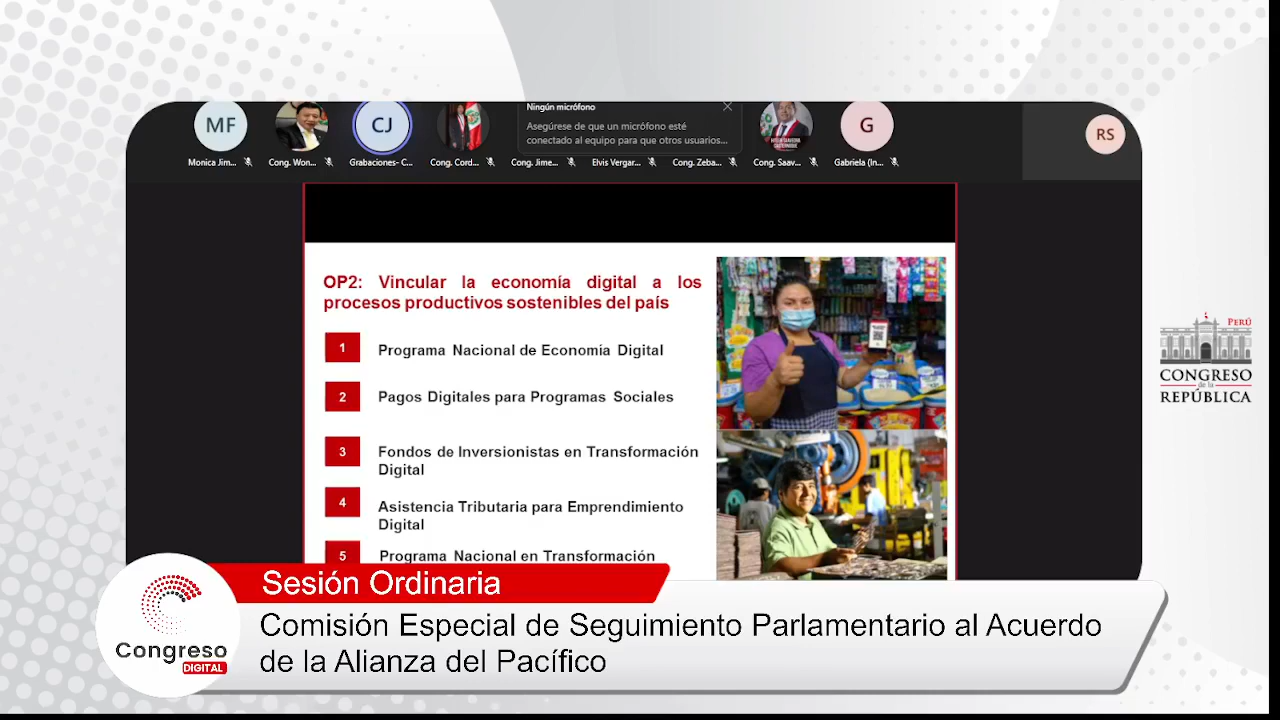 MF
CJ
Ningún micrófono
Asegúrese de que un micrófono esté
conectado al equipo para que otros usuarios...
G
RS
Monica Jim...
Cong. Won...
Grabaciones- C...
Cong. Cord...
Cong. Jime...
Elvis Vergar...
Cong. Zeba...
Cong. Saav...
Gabriela (In...
OP2: Vincular la economía digital a los
procesos productivos sostenibles del país
1
Programa Nacional de Economía Digital
2
Pagos Digitales para Programas Sociales
3
Fondos de Inversionistas en Transformación
Digital
4
Asistencia Tributaria para Emprendimiento
Digital
5
Programa Nacional en Transformación
PERÚ
CONGRESO
de la
REPÚBLICA
Sesión Ordinaria
Comisión Especial de Seguimiento Parlamentario al Acuerdo
de la Alianza del Pacífico
Congreso
DIGITAL